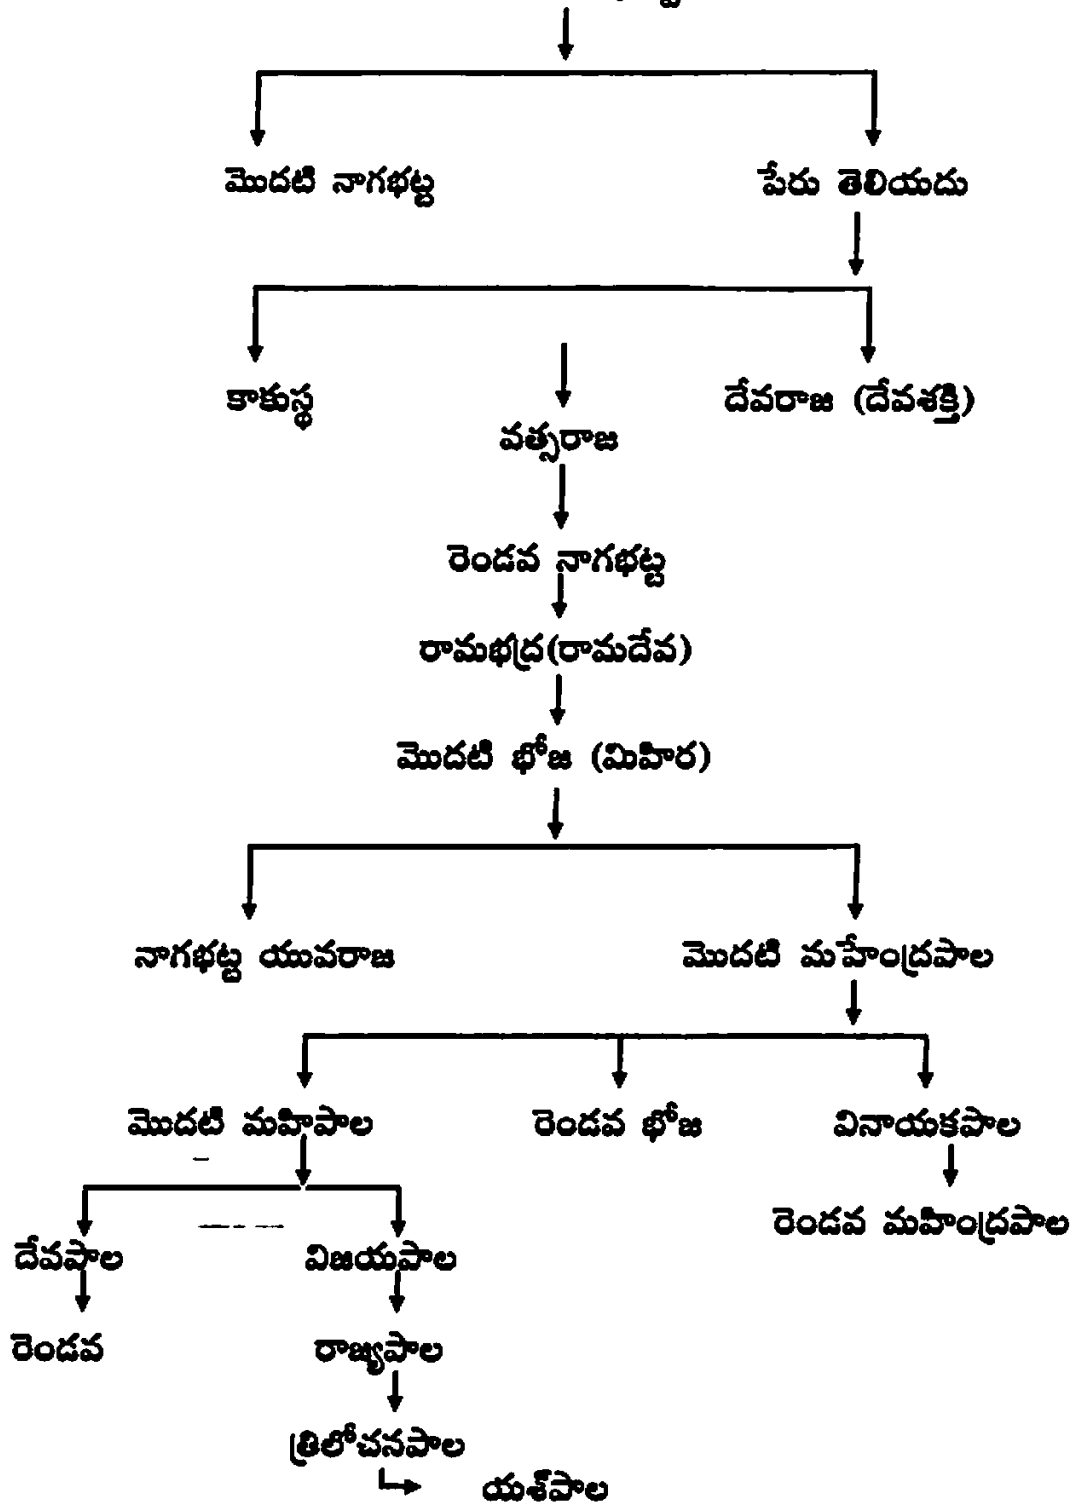 మొదటి నాగభట్ట పేరు తెలియదు
కాకుస్థ దేవరాజ (దేవశక్తి)
వత్సరాజ
రెండవ నాగభట్ట
రామభద్ర(రామదేవ)
మొదటి భోజ (మిహిర)
నాగభట్ట యువరాజ మొదటి మహేంద్రపాల
మొదటి మహిపాల రెండవ భోజ వినాయకపాల
రెండవ మహింద్రపాల
దేవపాల విజయపాల
రెండవ రాజ్యపాల
త్రిలోచనపాల
యశ్‌పాల